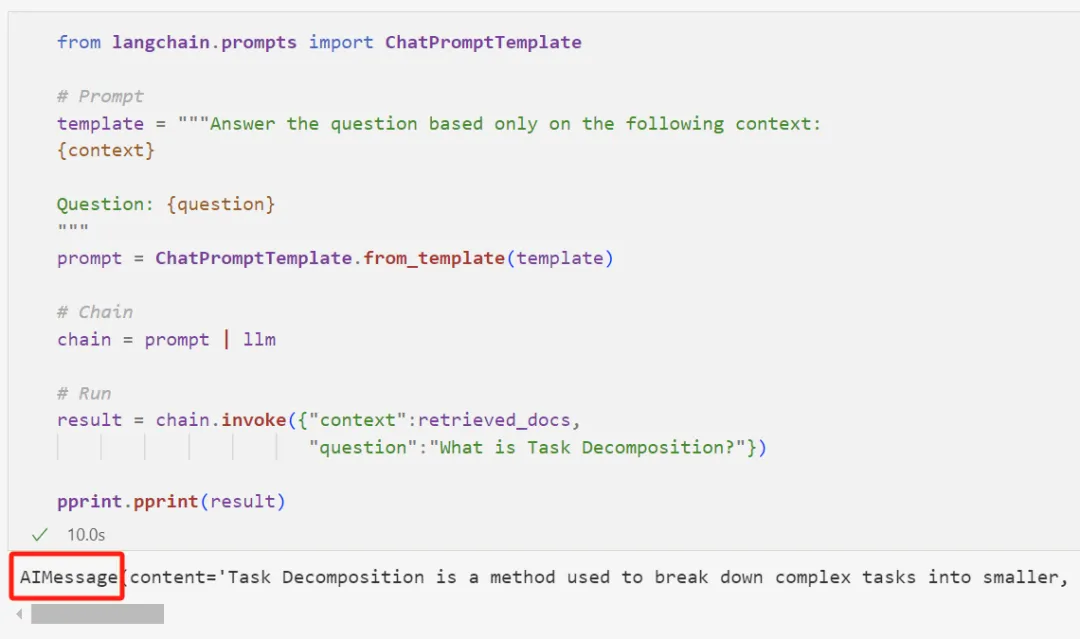 from langchain.prompts import ChatPromptTemplate
# Prompt
template = """Answer the question based only on the following context:
{context}
Question: {question}
"""
prompt = ChatPromptTemplate.from_template(template)
# Chain
chain = prompt | llm
# Run
result = chain.invoke({"context":retrieved_docs,
"question":"What is Task Decomposition?"})
pprint.pprint(result)
✓ 10.0s
AIMessage(content='Task Decomposition is a method used to break down complex tasks into smaller,